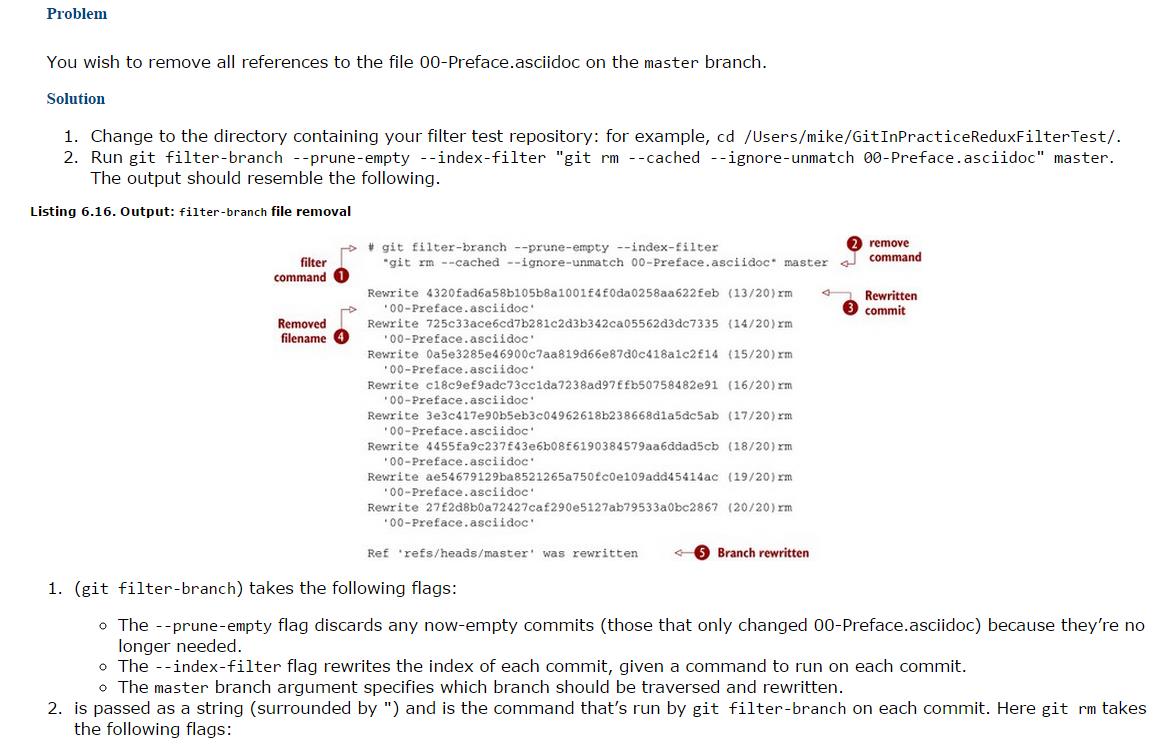 Problem
You wish to remove all references to the file 00-Preface.asciidoc on the master branch.
Solution
1. Change to the directory containing your filter test repository: for example, cd /Users/mike/GitInPracticeReduxFilterTest/.
2. Run git filter-branch --prune-empty --index-filter "git rm --cached --ignore-unmatch 00-Preface.asciidoc" master.
The output should resemble the following.
Listing 6.16. Output: filter-branch file removal
# git filter-branch --prune-empty --index-filter
"git rm --cached --ignore-unmatch 00-Preface.asciidoc" master
filter
command 1
2 remove
command
Rewrite 4320fad6a58b105b8a1001f4f0da0258aa622feb (13/20)rm
'00-Preface.asciidoc'
3 Rewritten
commit
Removed
filename 4
Rewrite 725c33ace6cd7b281c2d3b342ca05562d3dc7335 (14/20)rm
'00-Preface.asciidoc'
Rewrite 0a5e3285e46900c7aa819d66e87d0c418a1c2f14 (15/20)rm
'00-Preface.asciidoc'
Rewrite c18c9ef9adc73cc1da7238ad97ffb50758482e91 (16/20)rm
'00-Preface.asciidoc'
Rewrite 3e3c417e90b5eb3c04962618b238668d1a5dc5ab (17/20)rm
'00-Preface.asciidoc'
Rewrite 4455fa9c237f43e6b08f6190384579aa6ddad5cb (18/20)rm
'00-Preface.asciidoc'
Rewrite ae54679129ba8521265a750fc0e109add45414ac (19/20)rm
'00-Preface.asciidoc'
Rewrite 27f2d8b0a72427caf290e5127ab79533a0bc2867 (20/20)rm
'00-Preface.asciidoc'
Ref 'refs/heads/master' was rewritten
5 Branch rewritten
1. (git filter-branch) takes the following flags:
The --prune-empty flag discards any now-empty commits (those that only changed 00-Preface.asciidoc) because they're no
longer needed.
The --index-filter flag rewrites the index of each commit, given a command to run on each commit.
The master branch argument specifies which branch should be traversed and rewritten.
2. is passed as a string (surrounded by ") and is the command that's run by git filter-branch on each commit. Here git rm takes
the following flags: